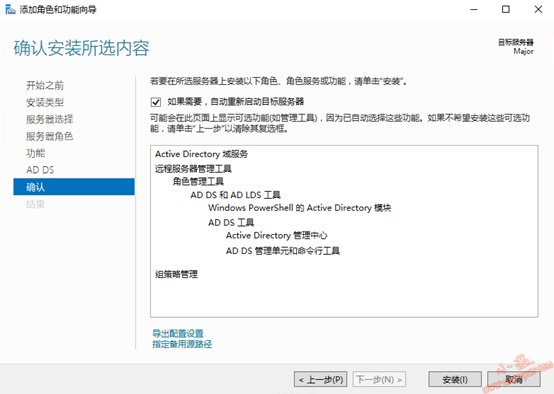 添加角色和功能向导
确认安装所选内容
目标服务器
Major
开始之前
安装类型
服务器选择
服务器角色
功能
AD DS
确认
结果
若要在所选服务器上安装以下角色、角色服务或功能，请单击"安装"。
如果需要，自动重新启动目标服务器
可能会在此页面上显示可选功能(如管理工具)，因为已自动选择这些功能。如果不希望安装这些可选功
能，请单击"上一步"以清除其复选框。
Active Directory 域服务
远程服务器管理工具
角色管理工具
AD DS 和 AD LDS 工具
Windows PowerShell 的 Active Directory 模块
AD DS 工具
Active Directory 管理中心
AD DS 管理单元和命令行工具
组策略管理
导出配置设置
指定备用源路径
< 上一步(P)
下一步(N) >
安装(I)
取消